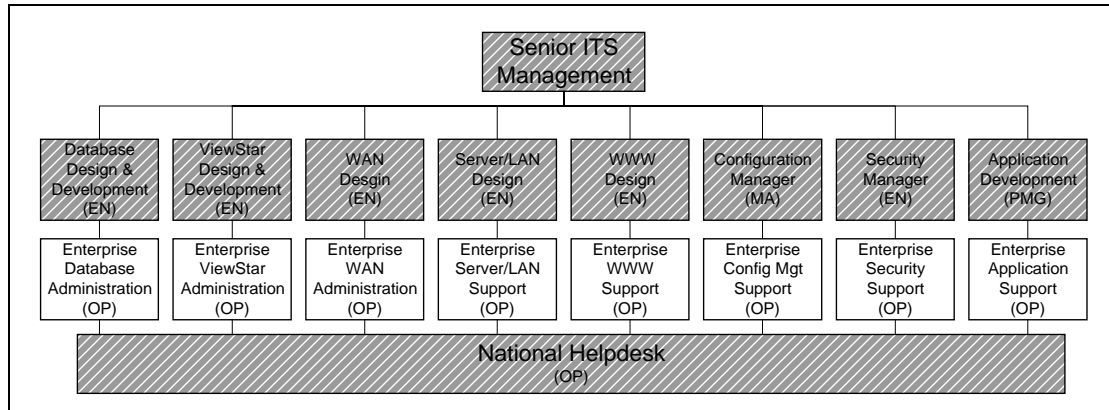 Senior ITS
Management
Database
Design &
Development
(EN)
ViewStar
Design &
Development
(EN)
WAN
Desgin
(EN)
Server/LAN
Design
(EN)
WWW
Design
(EN)
Configuration
Manager
(MA)
Security
Manager
(EN)
Application
Development
(PMG)
Enterprise
Database
Administration
(OP)
Enterprise
ViewStar
Administration
(OP)
Enterprise
WAN
Administration
(OP)
Enterprise
Server/LAN
Support
(OP)
Enterprise
WWW
Support
(OP)
Enterprise
Config Mgt
Support
(OP)
Enterprise
Security
Support
(OP)
Enterprise
Application
Support
(OP)
National Helpdesk
(OP)